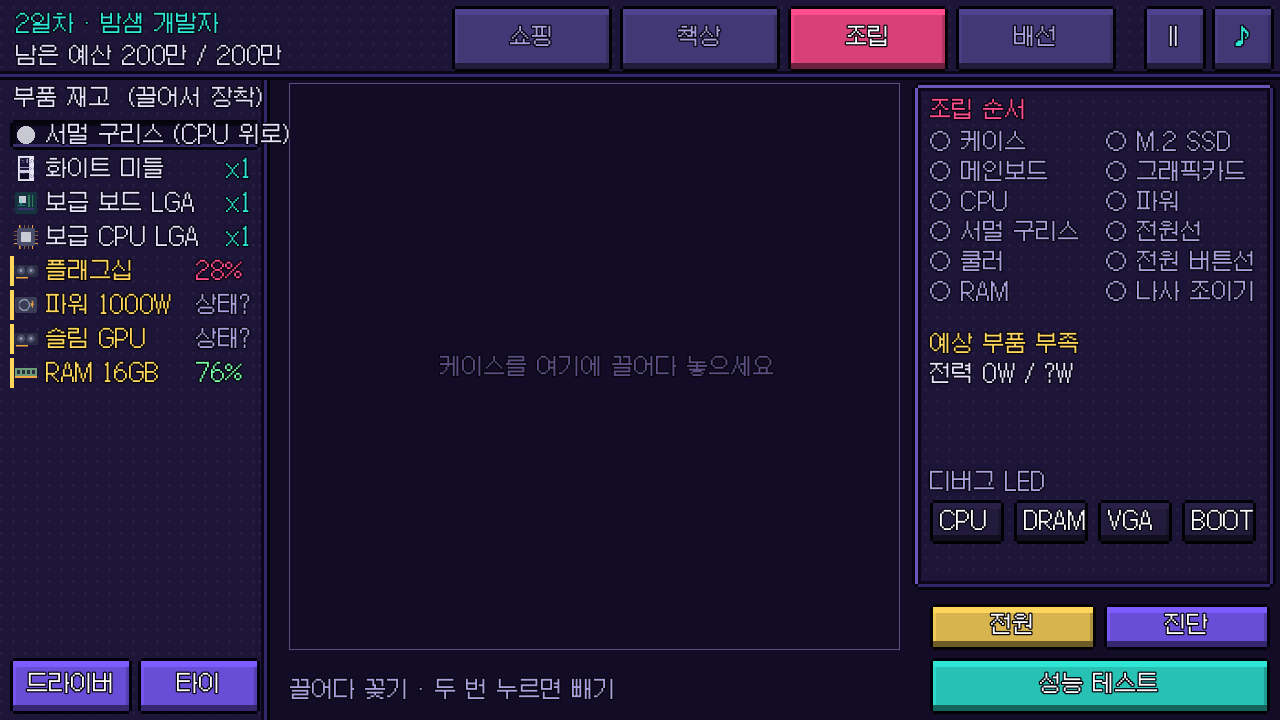 2일차 · 밤샘 개발자
남은 예산 200만 / 200만
쇼핑
책상
조립
배선
부품 재고 (끌어서 장착)
서멀 구리스 (CPU 위로)
화이트 미들 x1
보급 보드 LGA x1
보급 CPU LGA x1
플래그십 28%
파워 1000W 상태?
슬림 GPU 상태?
RAM 16GB 76%
드라이버
타이
케이스를 여기에 끌어다 놓으세요
끌어다 꽂기 · 두 번 누르면 빼기
조립 순서
케이스
메인보드
CPU
서멀 구리스
쿨러
RAM
M.2 SSD
그래픽카드
파워
전원선
전원 버튼선
나사 조이기
예상 부품 부족
전력 0W / ?W
디버그 LED
CPU
DRAM
VGA
BOOT
전원
진단
성능 테스트